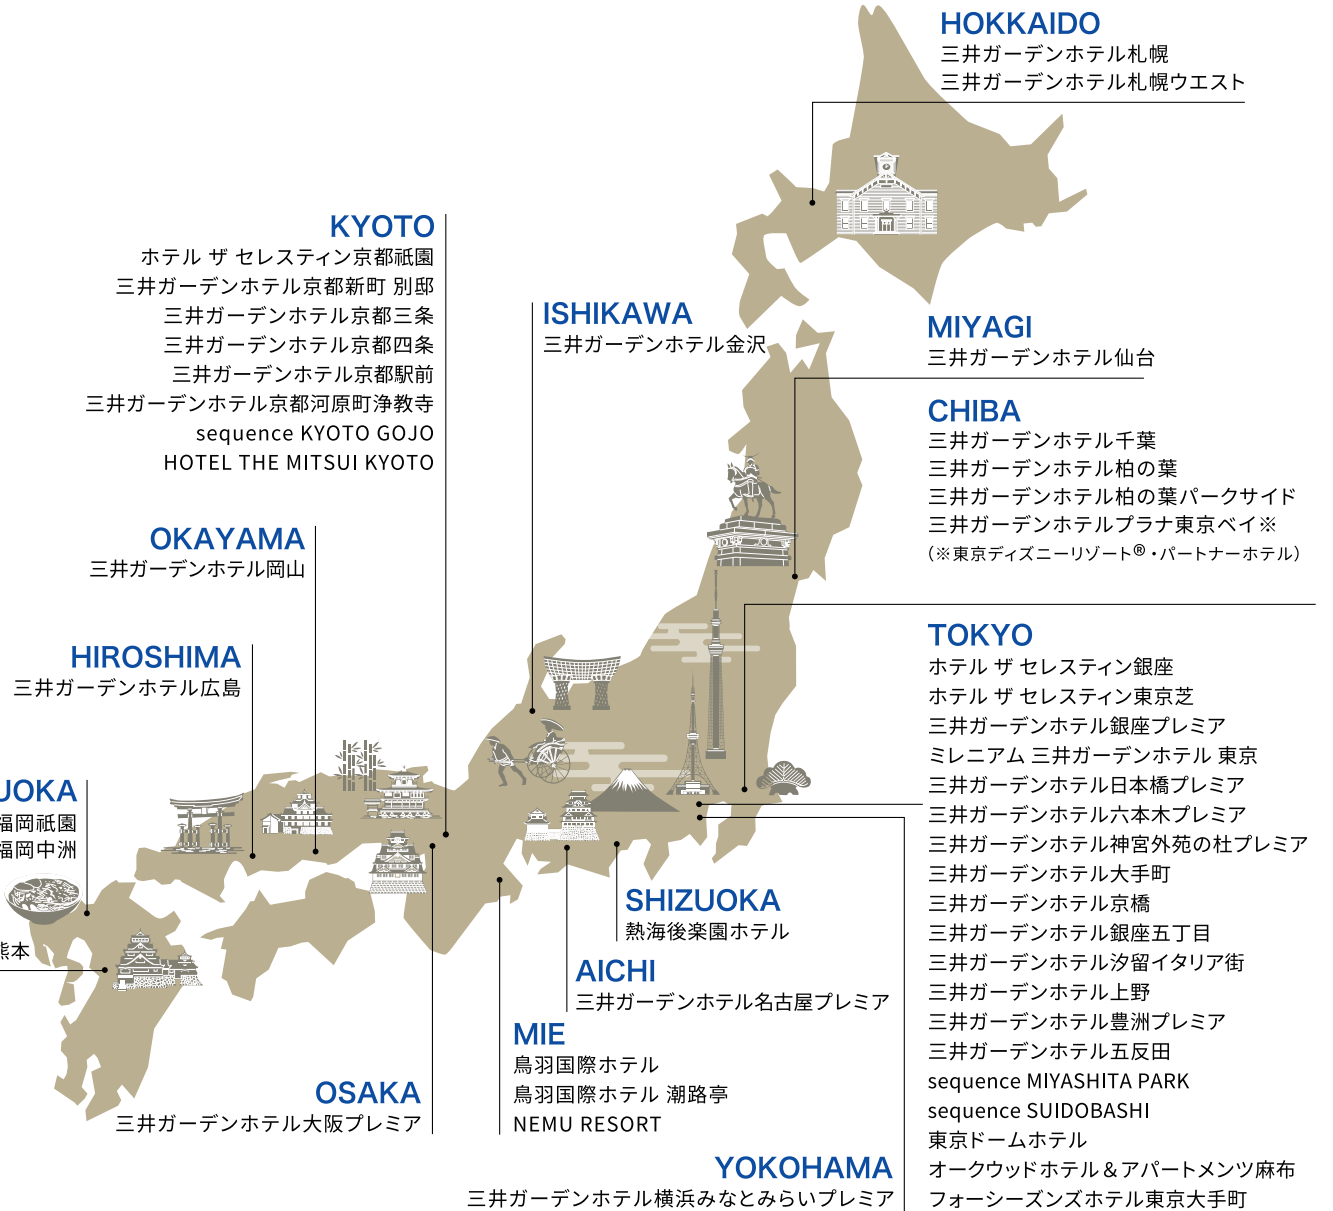 HOKKAIDO
三井ガーデンホテル札幌
三井ガーデンホテル札幌ウエスト
KYOTO
ホテル ザ セレスティン京都祇園
三井ガーデンホテル京都新町 別邸
三井ガーデンホテル京都三条
三井ガーデンホテル京都四条
三井ガーデンホテル京都駅前
三井ガーデンホテル京都河原町浄教寺
sequence KYOTO GOJO
HOTEL THE MITSUI KYOTO
ISHIKAWA
三井ガーデンホテル金沢
MIYAGI
三井ガーデンホテル仙台
CHIBA
三井ガーデンホテル千葉
三井ガーデンホテル柏の葉
三井ガーデンホテル柏の葉パークサイド
三井ガーデンホテルプラナ東京ベイ※
（※東京ディズニーリゾート®・パートナーホテル）
OKAYAMA
三井ガーデンホテル岡山
HIROSHIMA
三井ガーデンホテル広島
UOKA
福岡祇園
福岡中洲
熊本
TOKYO
ホテル ザ セレスティン銀座
ホテル ザ セレスティン東京芝
三井ガーデンホテル銀座プレミア
ミレニアム 三井ガーデンホテル 東京
三井ガーデンホテル日本橋プレミア
三井ガーデンホテル六本木プレミア
三井ガーデンホテル神宮外苑の杜プレミア
三井ガーデンホテル大手町
三井ガーデンホテル京橋
三井ガーデンホテル銀座五丁目
三井ガーデンホテル汐留イタリア街
三井ガーデンホテル上野
三井ガーデンホテル豊洲プレミア
三井ガーデンホテル五反田
sequence MIYASHITA PARK
sequence SUIDOBASHI
東京ドームホテル
オークウッドホテル＆アパートメンツ麻布
フォーシーズンズホテル東京大手町
SHIZUOKA
熱海後楽園ホテル
AICHI
三井ガーデンホテル名古屋プレミア
MIE
鳥羽国際ホテル
鳥羽国際ホテル 潮路亭
NEMU RESORT
OSAKA
三井ガーデンホテル大阪プレミア
YOKOHAMA
三井ガーデンホテル横浜みなとみらいプレミア